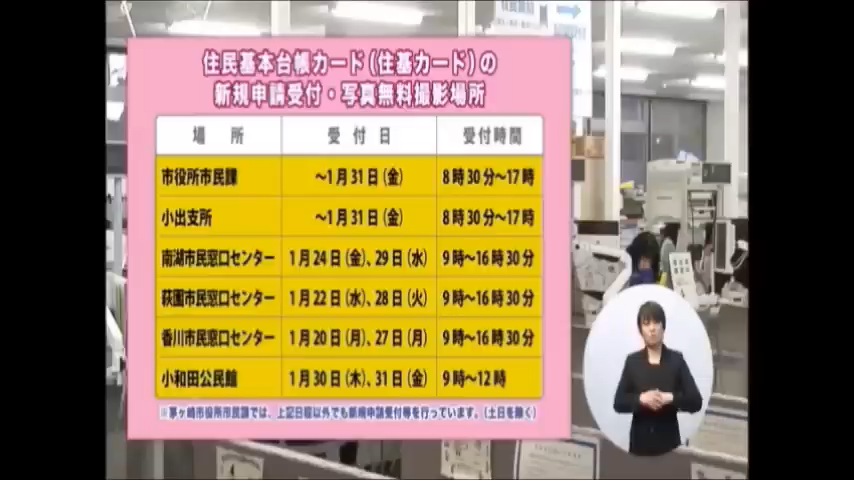 住民基本台帳カード(住基カード)の
新規申請受付・写真無料撮影場所
場所 受付日 受付時間
市役所市民課 ~1月31日(金) 8時30分~17時
小出支所 ~1月31日(金) 8時30分~17時
南湖市民窓口センター 1月24日(金)、29日(水) 9時~16時30分
萩園市民窓口センター 1月22日(水)、28日(火) 9時~16時30分
香川市民窓口センター 1月20日(月)、27日(月) 9時~16時30分
小和田公民館 1月30日(木)、31日(金) 9時~12時
※茅ヶ崎市役所市民課では、上記日程以外でも新規申請受付等を行っています。(土日を除く)